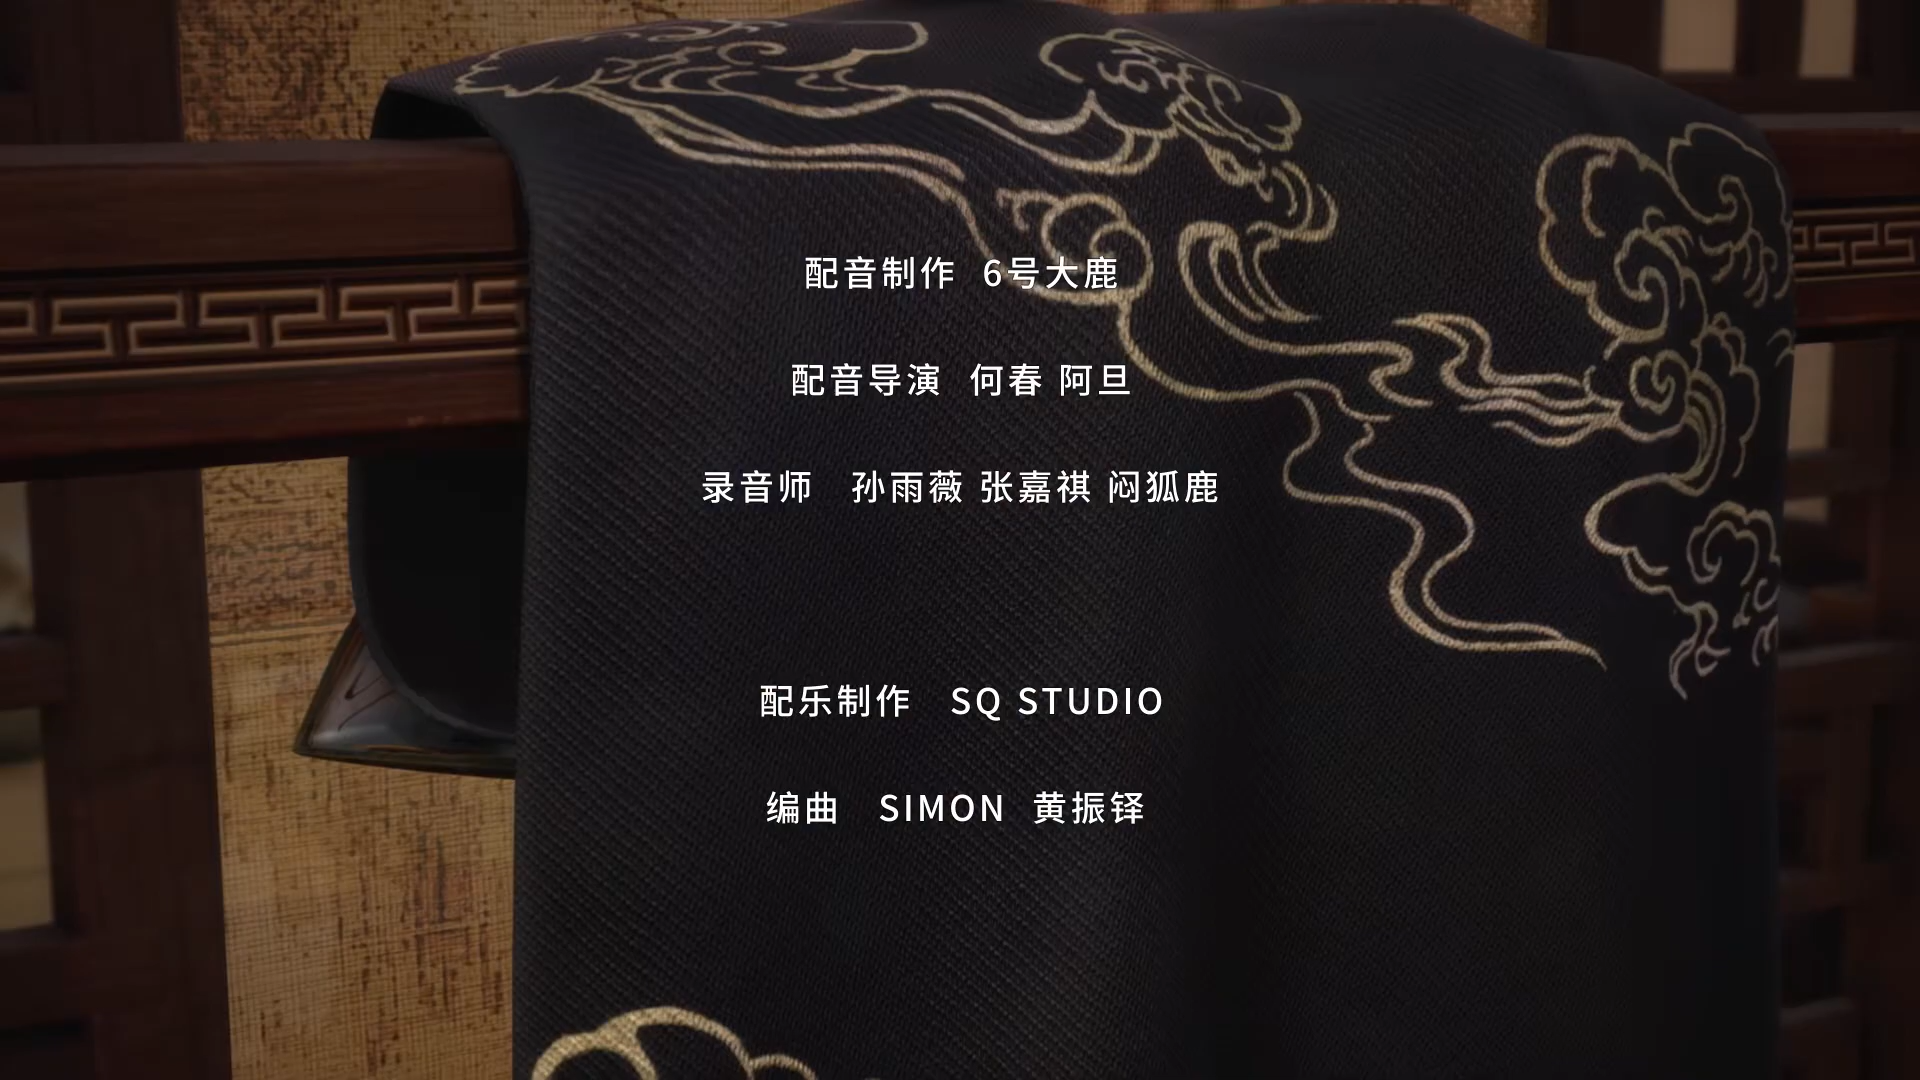 配音制作 6号大鹿
配音导演 何春 阿旦
录音师 孙雨薇 张嘉祺 闷狐鹿
配乐制作 SQ STUDIO
编曲 SIMON 黄振铎